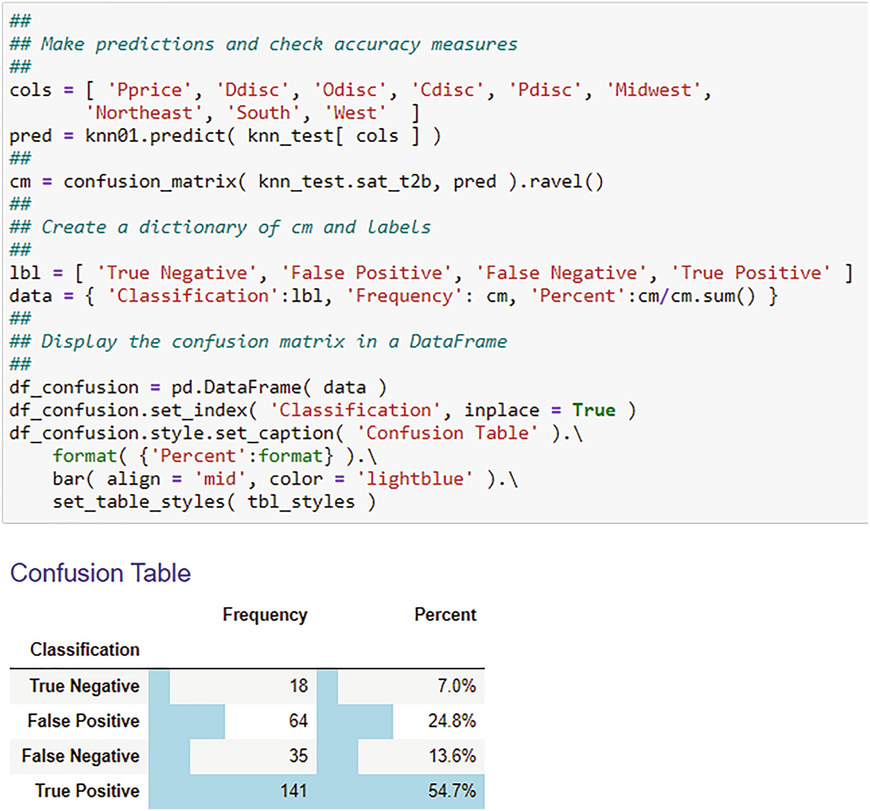 ##
## Make predictions and check accuracy measures
##
cols = [ 'Pprice', 'Ddisc', 'Odisc', 'Cdisc', 'Pdisc', 'Midwest',
        'Northeast', 'South', 'West'  ]
pred = knn01.predict( knn_test[ cols ] )
##
cm = confusion_matrix( knn_test.sat_t2b, pred ).ravel()
##
## Create a dictionary of cm and labels
##
lbl = [ 'True Negative', 'False Positive', 'False Negative', 'True Positive' ]
data = { 'Classification':lbl, 'Frequency': cm, 'Percent':cm/cm.sum() }
##
## Display the confusion matrix in a DataFrame
##
df_confusion = pd.DataFrame( data )
df_confusion.set_index( 'Classification', inplace = True )
df_confusion.style.set_caption( 'Confusion Table' ).\
    format( {'Percent':format} ).\
    bar( align = 'mid', color = 'lightblue' ).\
    set_table_styles( tbl_styles )
Confusion Table
Frequency Percent
Classification
True Negative 18 7.0%
False Positive 64 24.8%
False Negative 35 13.6%
True Positive 141 54.7%